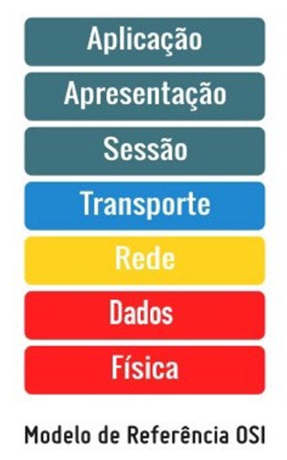 Aplicação
Apresentação
Sessão
Transporte
Rede
Dados
Física
Modelo de Referência OSI